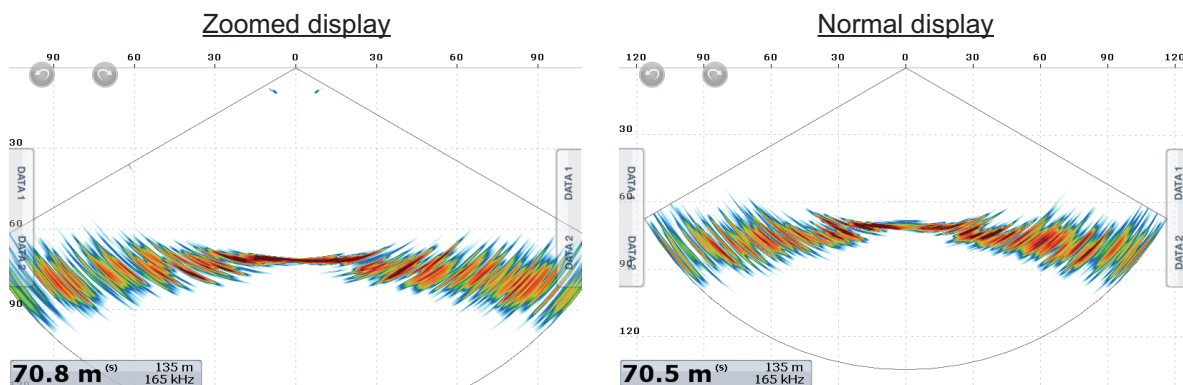 Zoomed display
90 60 30 0 30 60 90
30
DATA 1
DATA 1
60
DATA 2
DATA 2
90
70.8 m (s) 135 m
165 kHz
Normal display
120 90 60 30 0 30 60 90 120
30
DATA 1
DATA 1
60
DATA 2
DATA 2
90
120
70.5 m (s) 135 m
165 kHz